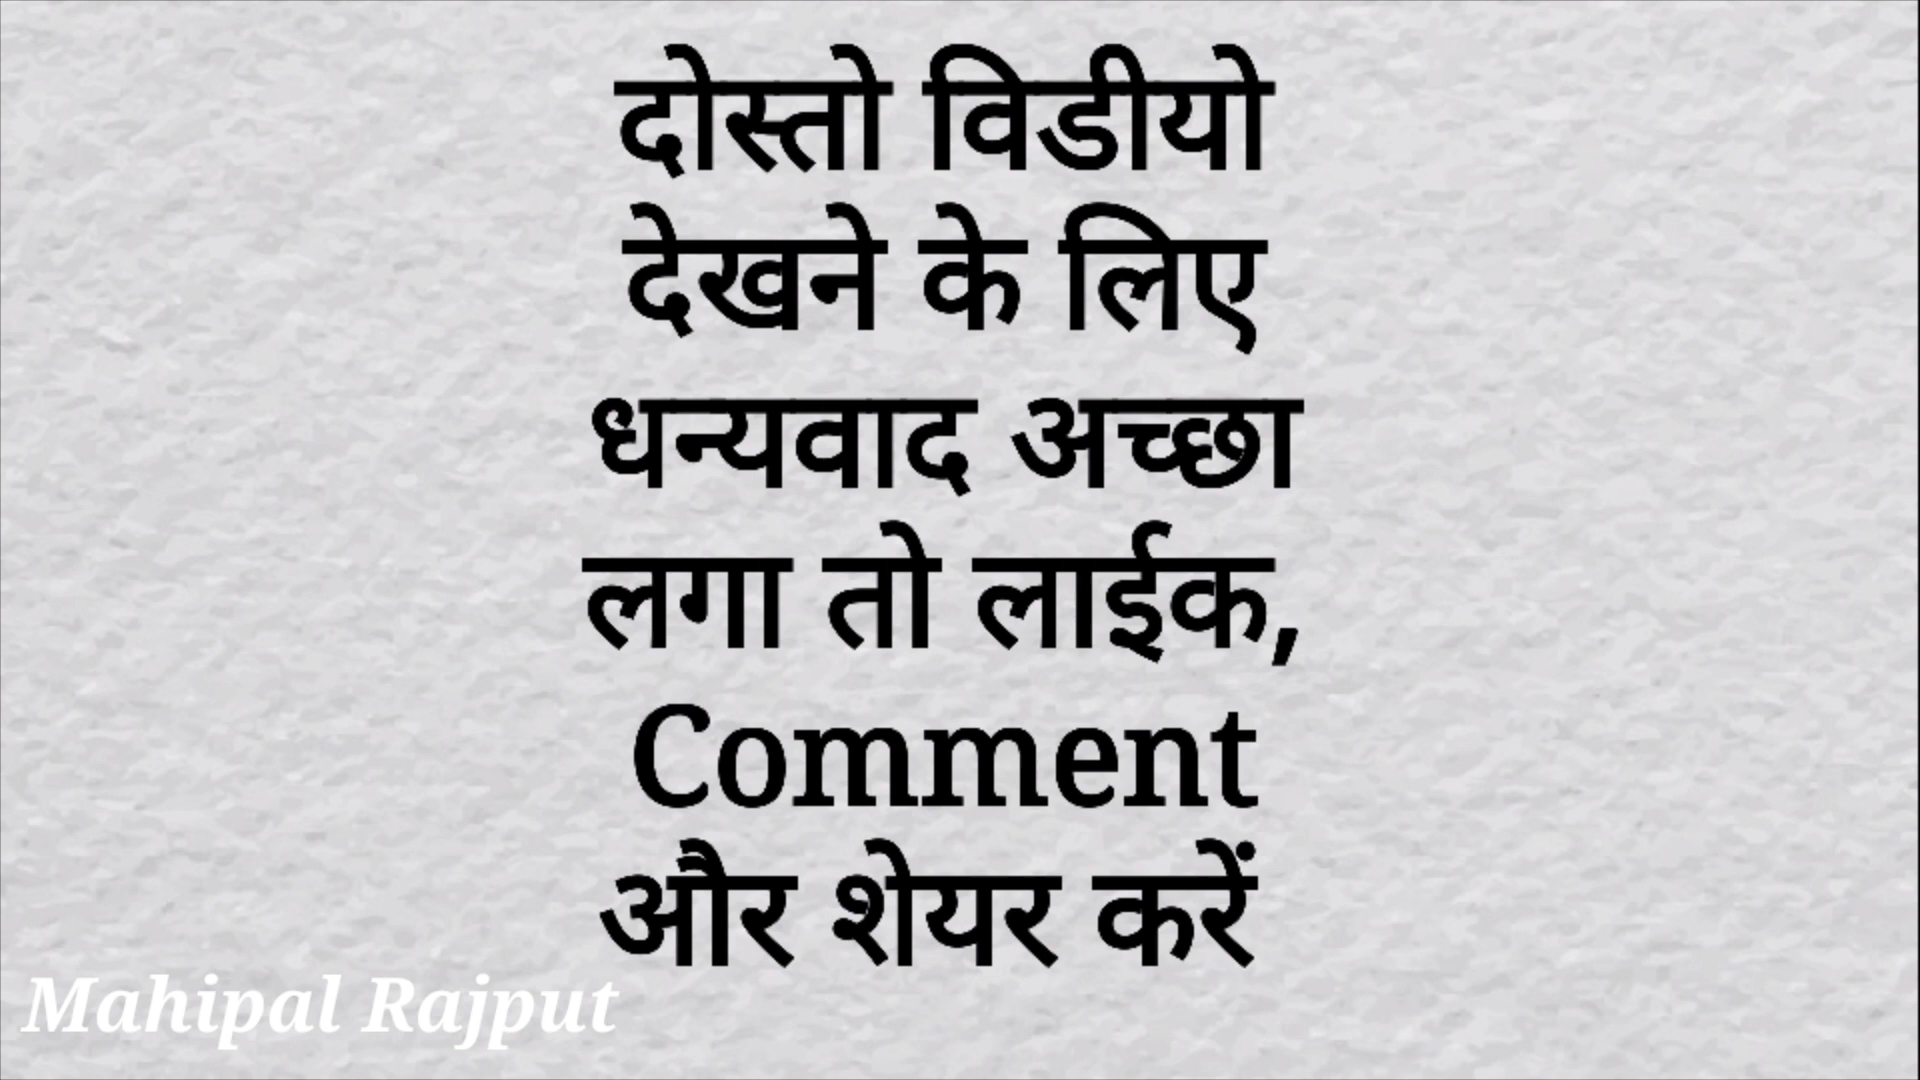 दोस्तो विडीयो
देखने के लिए
धन्यवाद अच्छा
लगा तो लाईक,
Comment
और शेयर करें
Mahipal Rajput